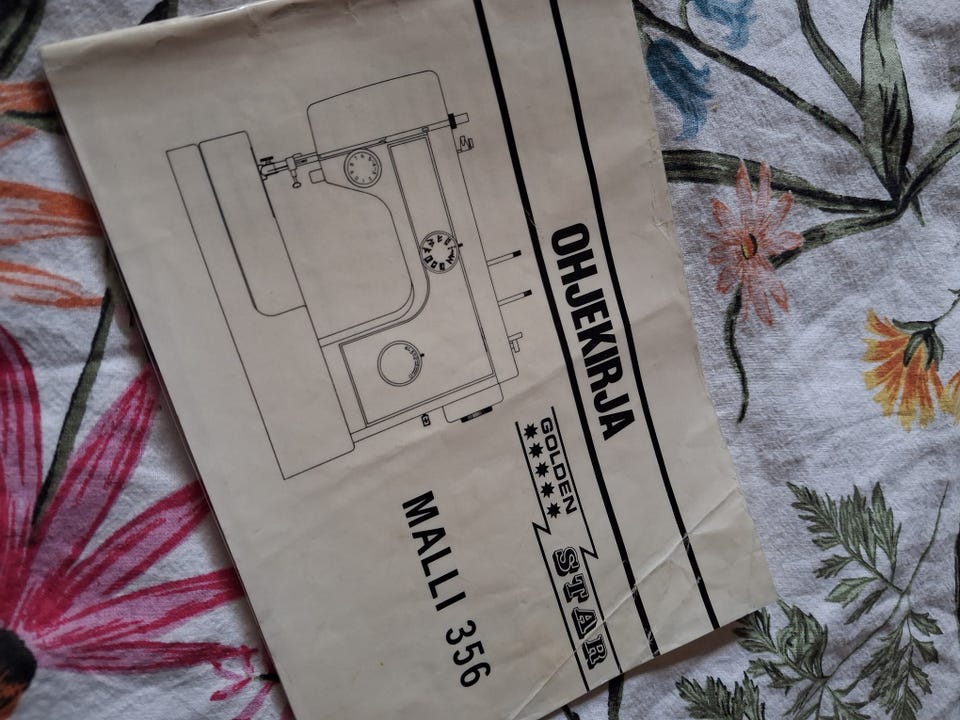 OHJEKIRJA
GOLDEN
STAR
MALLI 356